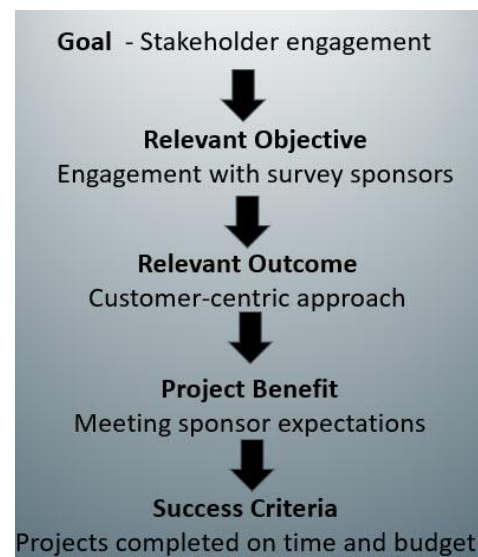 Goal - Stakeholder engagement
Relevant Objective
Engagement with survey sponsors
Relevant Outcome
Customer-centric approach
Project Benefit
Meeting sponsor expectations
Success Criteria
Projects completed on time and budget